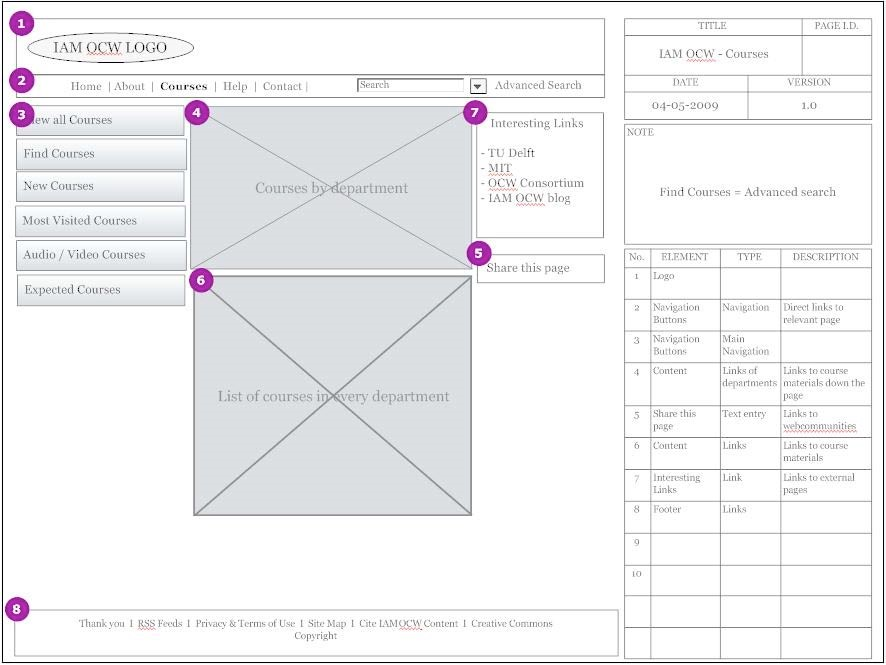 1
IAM OCW LOGO
2
Home | About | Courses | Help | Contact |
Search
Advanced Search
3
View all Courses
Find Courses
New Courses
Most Visited Courses
Audio / Video Courses
Expected Courses
4
Courses by department
7
Interesting Links
- TU Delft
- MIT
- OCW Consortium
- IAM OCW blog
5
Share this page
6
List of courses in every department
8
Thank you I RSS Feeds I Privacy & Terms of Use I Site Map I Cite IAMOCW Content I Creative Commons
Copyright
TITLE PAGE I.D.
IAM OCW - Courses
DATE VERSION
04-05-2009 1.0
NOTE
Find Courses = Advanced search
No. ELEMENT TYPE DESCRIPTION
1 Logo
2 Navigation Navigation Direct links to
Buttons relevant page
3 Navigation Main
Buttons Navigation
4 Content Links of Links to course
departments materials down the
page
5 Share this Text entry Links to
page webcommunities
6 Content Links Links to course
materials
7 Interesting Link Links to external
Links pages
8 Footer Links
9
10